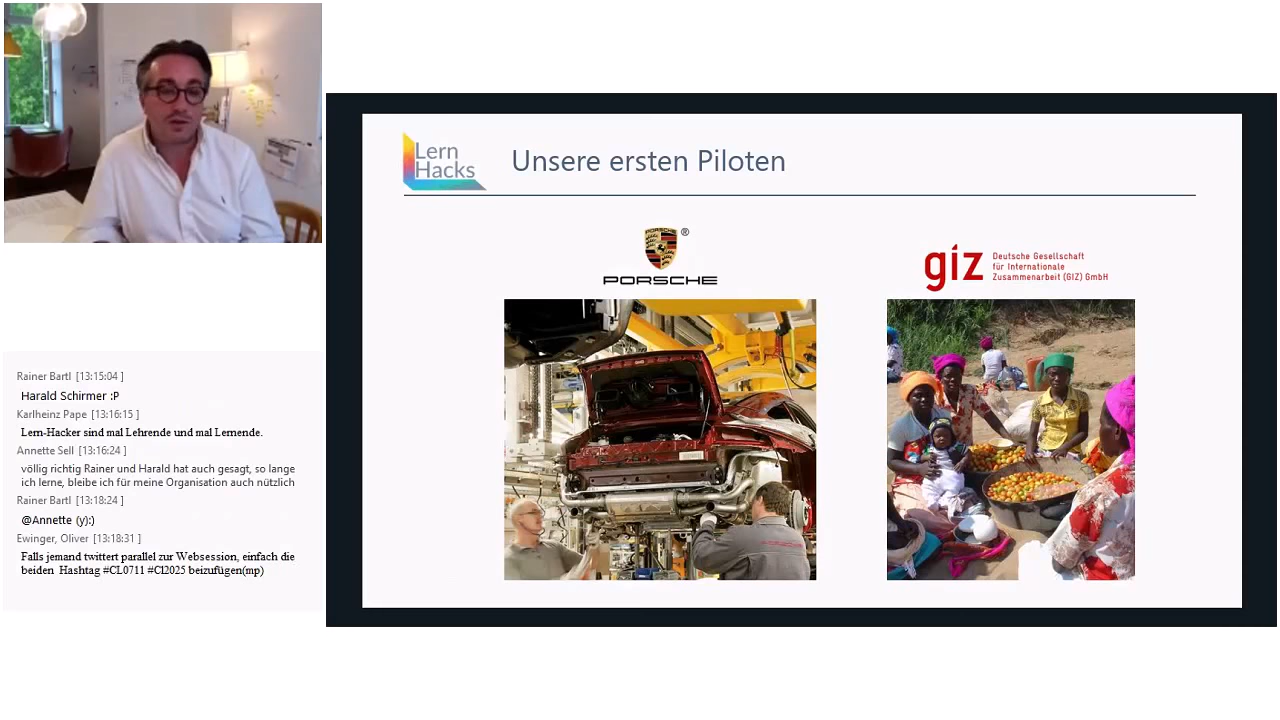 Lern
Hacks
Unsere ersten Piloten
PORSCHE
®
PORSCHE
giz
Deutsche Gesellschaft
für Internationale
Zusammenarbeit (GIZ) GmbH
Rainer Bartl [13:15:04 ]
Harald Schirmer :P
Karlheinz Pape [13:16:15 ]
Lern-Hacker sind mal Lehrende und mal Lernende.
Annette Sell [13:16:24 ]
völlig richtig Rainer und Harald hat auch gesagt, so lange
ich lerne, bleibe ich für meine Organisation auch nützlich
Rainer Bartl [13:18:24 ]
@Annette (y):)
Ewinger, Oliver [13:18:31 ]
Falls jemand twittert parallel zur Websession, einfach die
beiden Hashtag #CL0711 #Cl2025 beizufügen(mp)